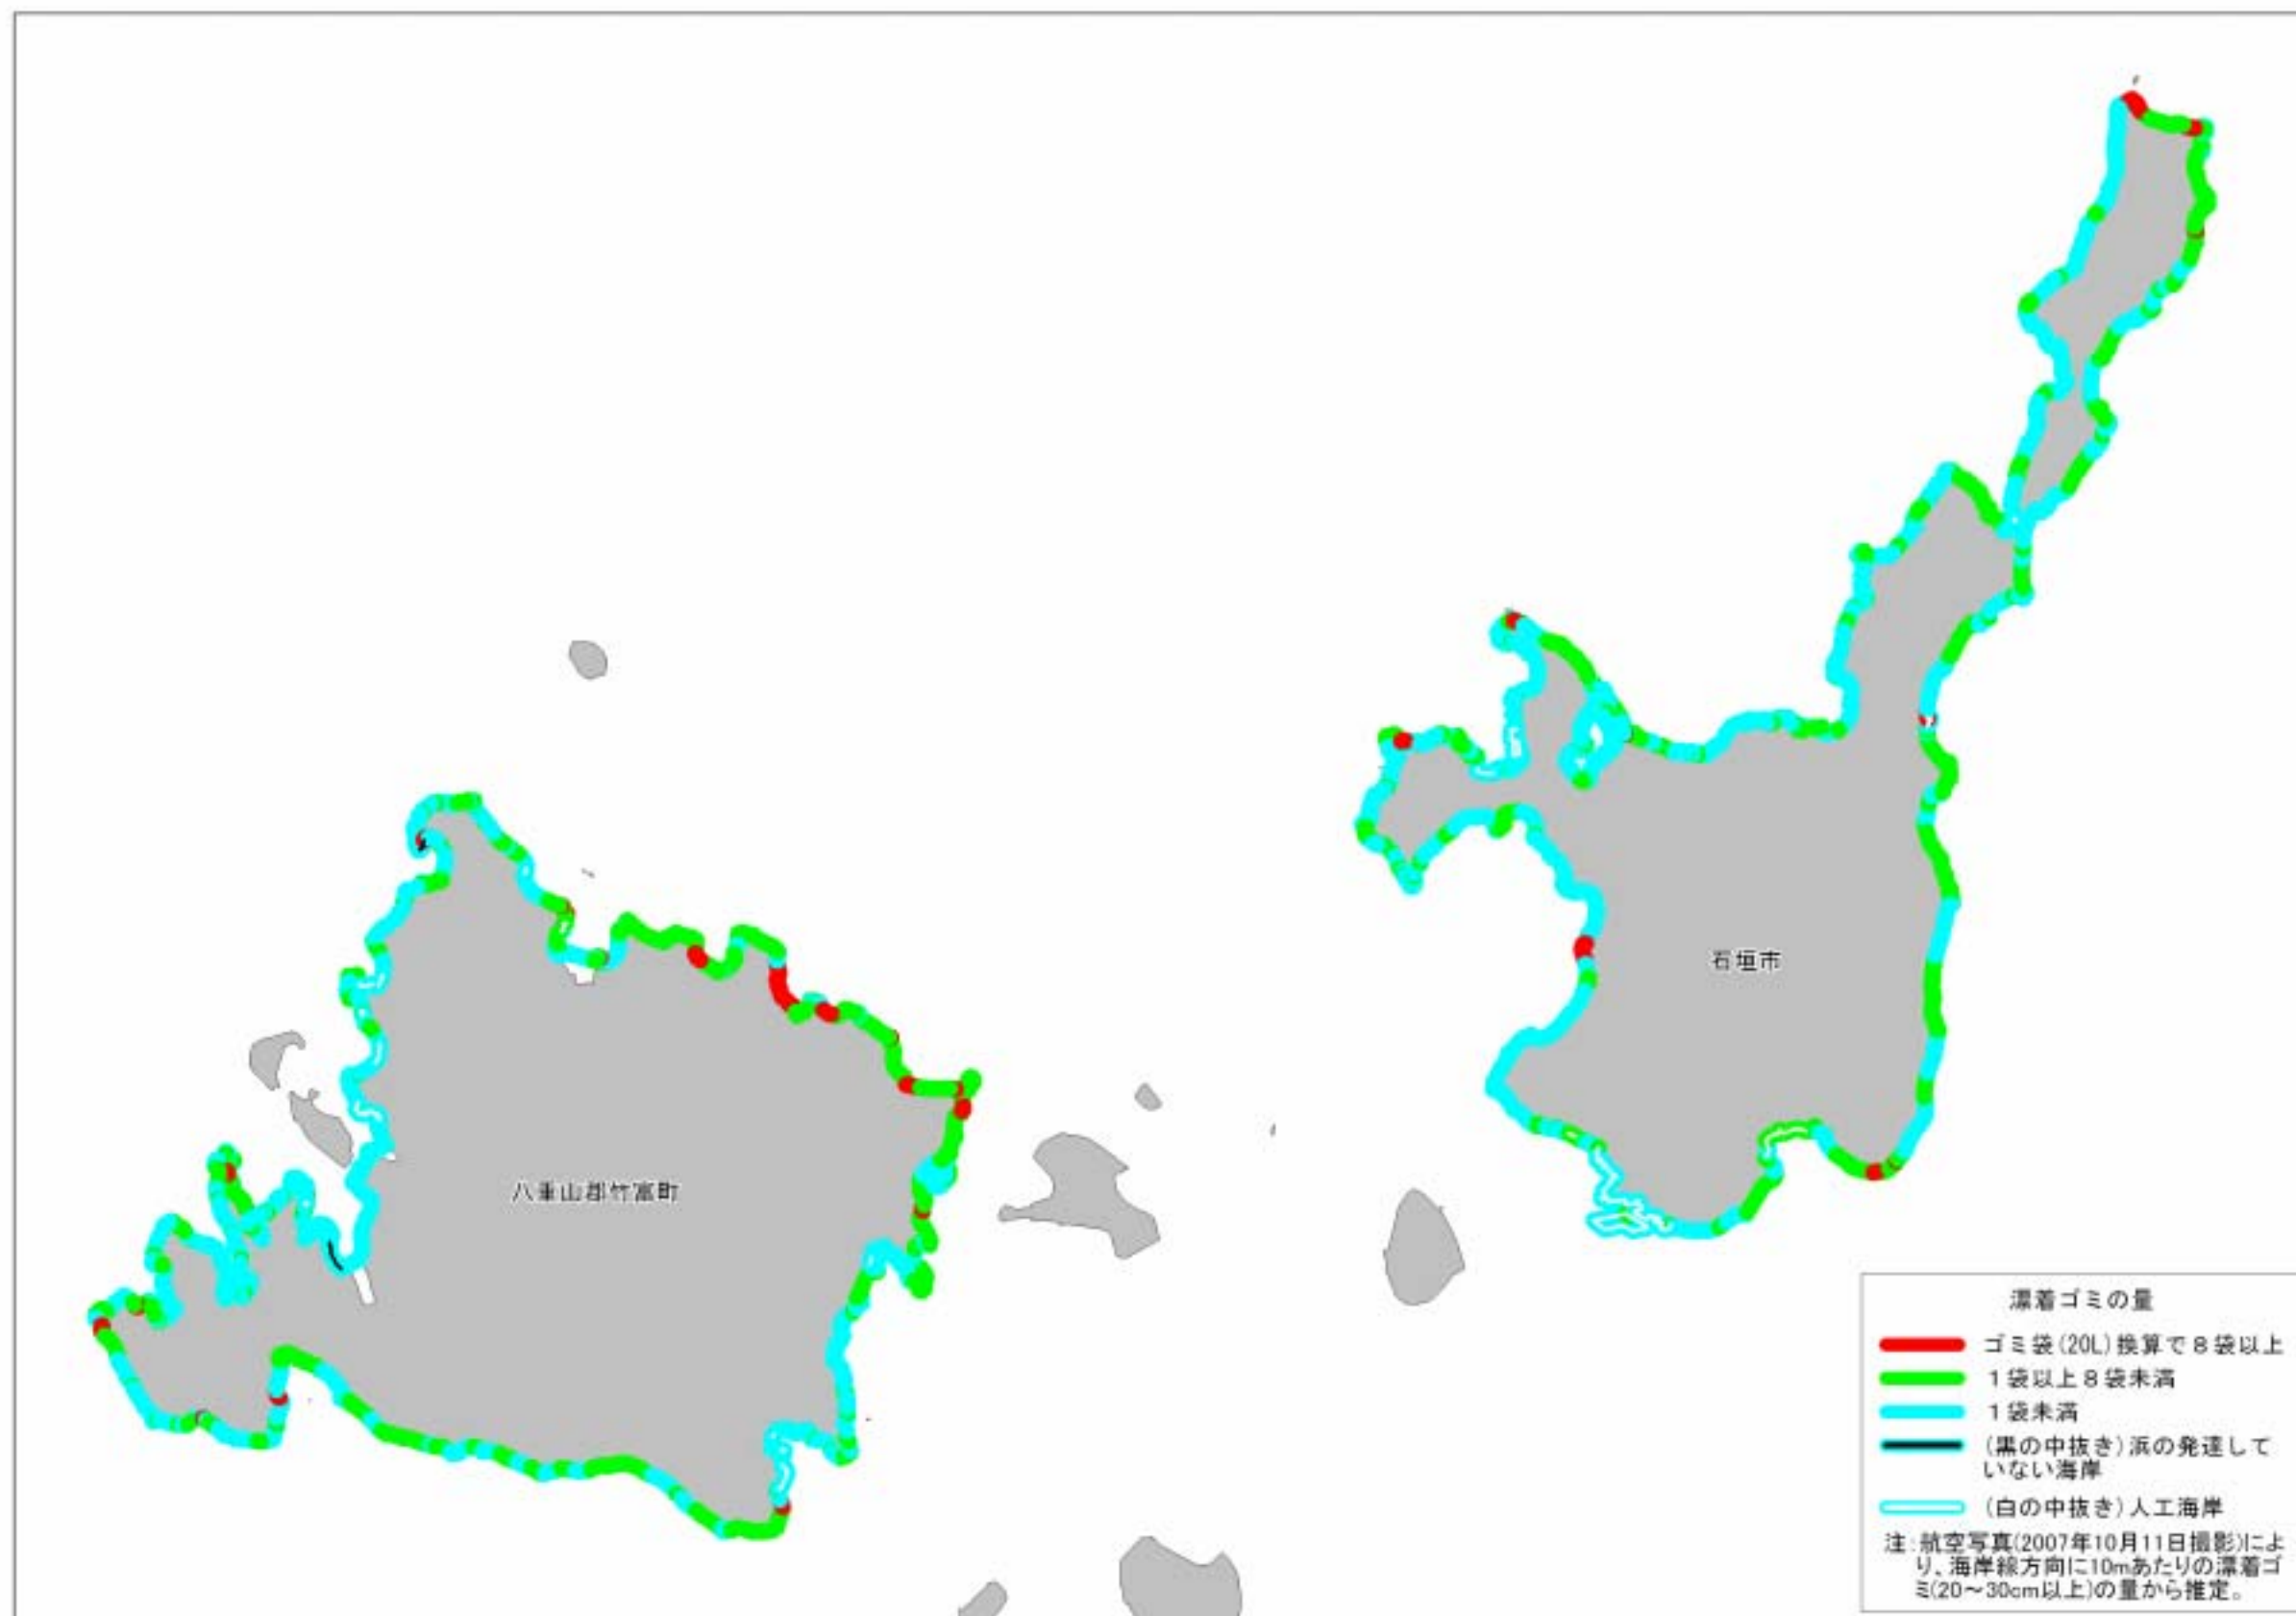 石垣市
八重山郡竹富町
漂着ゴミの量
ゴミ袋(20L)換算で８袋以上
１袋以上８袋未満
１袋未満
(黒の中抜き)浜の発達して
いない海岸
(白の中抜き)人工海岸
注:航空写真(2007年10月11日撮影)によ
り、海岸線方向に10mあたりの漂着ゴ
ミ(20～30cm以上)の量から推定。